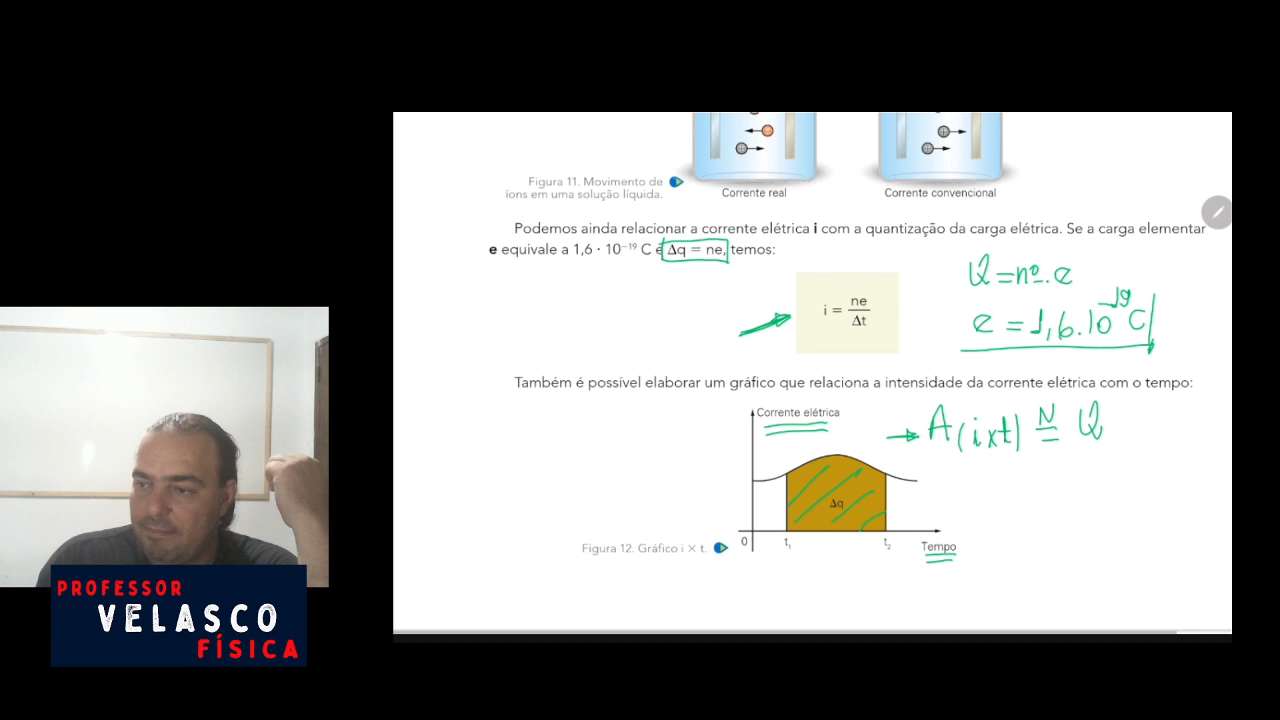 Figura 11. Movimento de
íons em uma solução líquida.
Corrente real
Corrente convencional
Podemos ainda relacionar a corrente elétrica i com a quantização da carga elétrica. Se a carga elementar
e equivale a 1,6 · 10⁻¹⁹ C é Δq = ne, temos:
i = ne/Δt
Q = nº. e
e = 1,6.10⁻¹⁹ C
Também é possível elaborar um gráfico que relaciona a intensidade da corrente elétrica com o tempo:
Corrente elétrica
A(ixt) N= Q
Δq
0
t₁
t₂
Tempo
Figura 12. Gráfico i × t.
PROFESSOR
VELASCO
FÍSICA